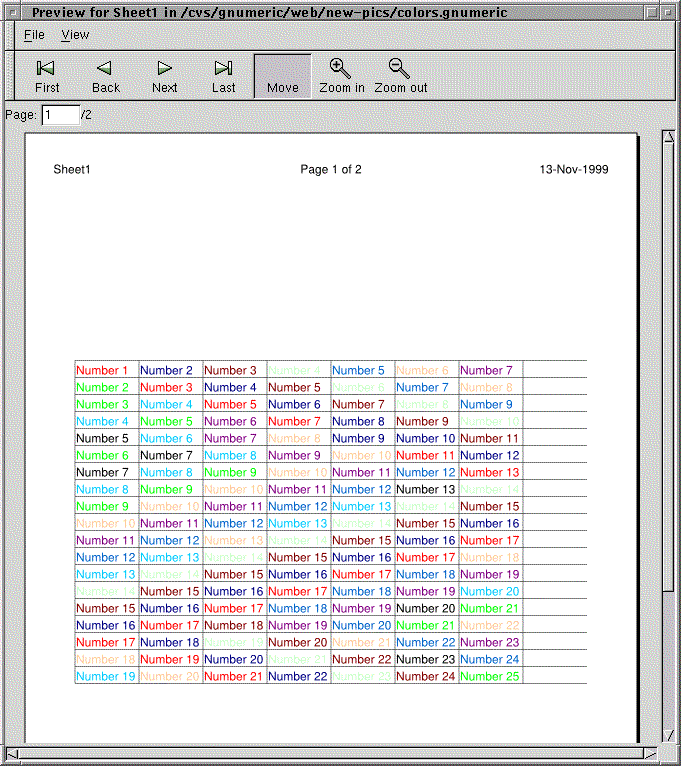 Preview for Sheet1 in /cvs/gnumeric/web/new-pics/colors.gnumeric
File View
First Back Next Last Move Zoom in Zoom out
Page: 1 /2
Sheet1 Page 1 of 2 13-Nov-1999
Number 1 Number 2 Number 3 Number 4 Number 5 Number 6 Number 7
Number 2 Number 3 Number 4 Number 5 Number 6 Number 7 Number 8
Number 3 Number 4 Number 5 Number 6 Number 7 Number 8 Number 9
Number 4 Number 5 Number 6 Number 7 Number 8 Number 9 Number 10
Number 5 Number 6 Number 7 Number 8 Number 9 Number 10 Number 11
Number 6 Number 7 Number 8 Number 9 Number 10 Number 11 Number 12
Number 7 Number 8 Number 9 Number 10 Number 11 Number 12 Number 13
Number 8 Number 9 Number 10 Number 11 Number 12 Number 13 Number 14
Number 9 Number 10 Number 11 Number 12 Number 13 Number 14 Number 15
Number 10 Number 11 Number 12 Number 13 Number 14 Number 15 Number 16
Number 11 Number 12 Number 13 Number 14 Number 15 Number 16 Number 17
Number 12 Number 13 Number 14 Number 15 Number 16 Number 17 Number 18
Number 13 Number 14 Number 15 Number 16 Number 17 Number 18 Number 19
Number 14 Number 15 Number 16 Number 17 Number 18 Number 19 Number 20
Number 15 Number 16 Number 17 Number 18 Number 19 Number 20 Number 21
Number 16 Number 17 Number 18 Number 19 Number 20 Number 21 Number 22
Number 17 Number 18 Number 19 Number 20 Number 21 Number 22 Number 23
Number 18 Number 19 Number 20 Number 21 Number 22 Number 23 Number 24
Number 19 Number 20 Number 21 Number 22 Number 23 Number 24 Number 25